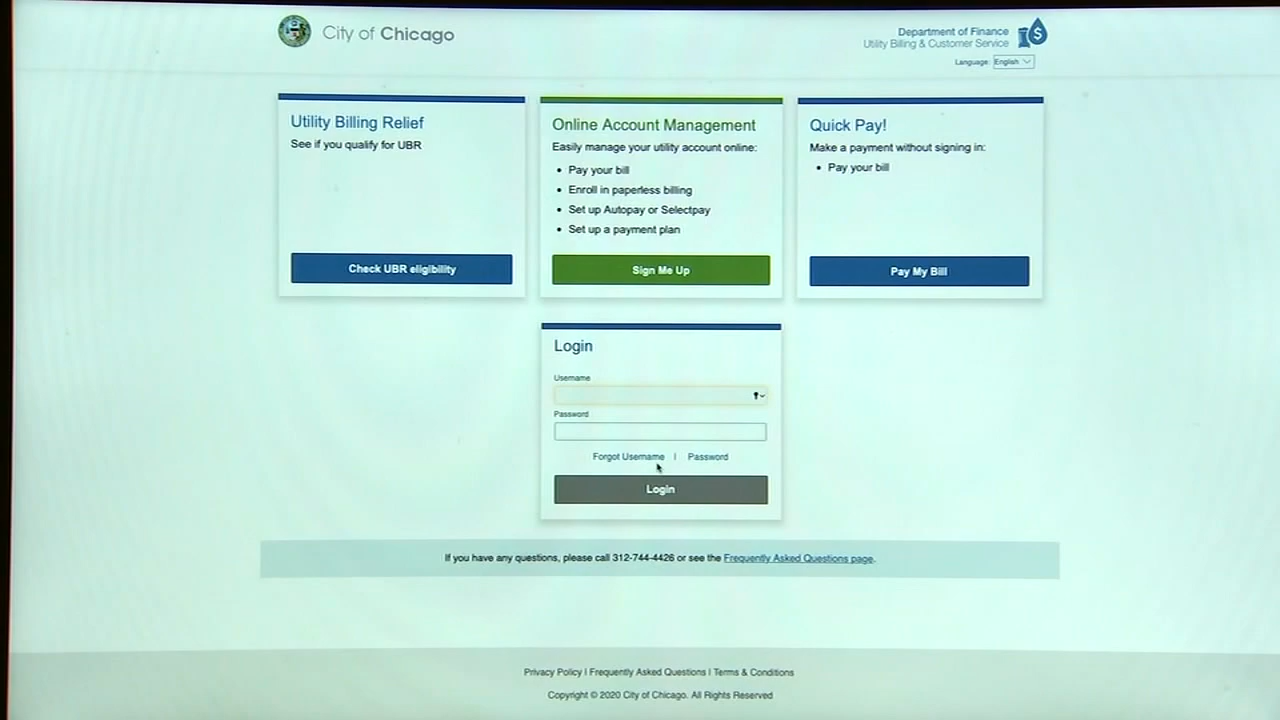 City of Chicago
Department of Finance
Utility Billing & Customer Service
Language: English
Utility Billing Relief
See if you qualify for UBR
Check UBR eligibility
Online Account Management
Easily manage your utility account online:
• Pay your bill
• Enroll in paperless billing
• Set up Autopay or Selectpay
• Set up a payment plan
Sign Me Up
Quick Pay!
Make a payment without signing in:
• Pay your bill
Pay My Bill
Login
Username
Password
Forgot Username | Password
Login
If you have any questions, please call 312-744-4426 or see the Frequently Asked Questions page.
Privacy Policy | Frequently Asked Questions | Terms & Conditions
Copyright © 2020 City of Chicago. All Rights Reserved